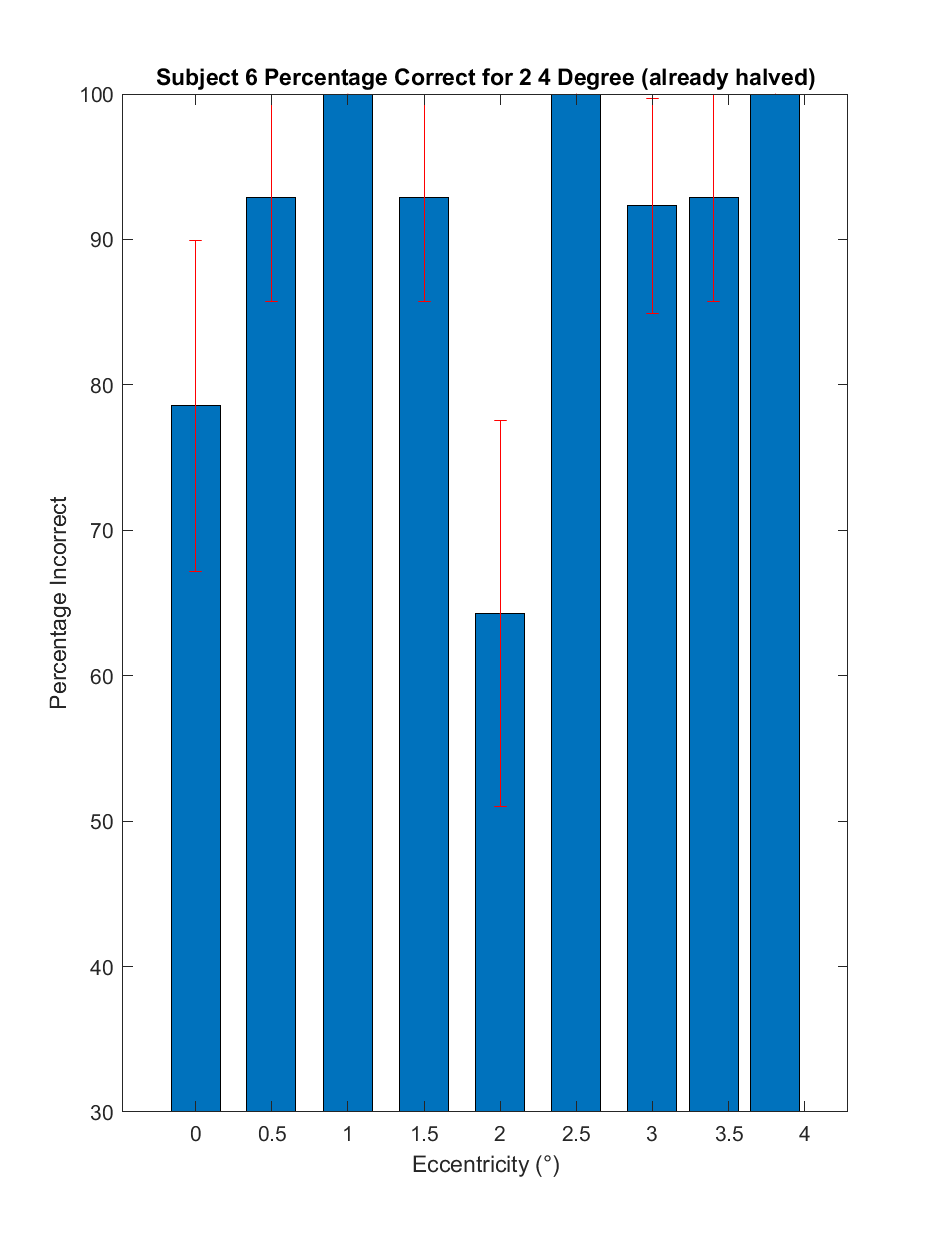 Subject 6 Percentage Correct for 2 4 Degree (already halved)
100
90
80
70
60
50
40
30
Percentage Incorrect
0 0.5 1 1.5 2 2.5 3 3.5 4
Eccentricity (°)